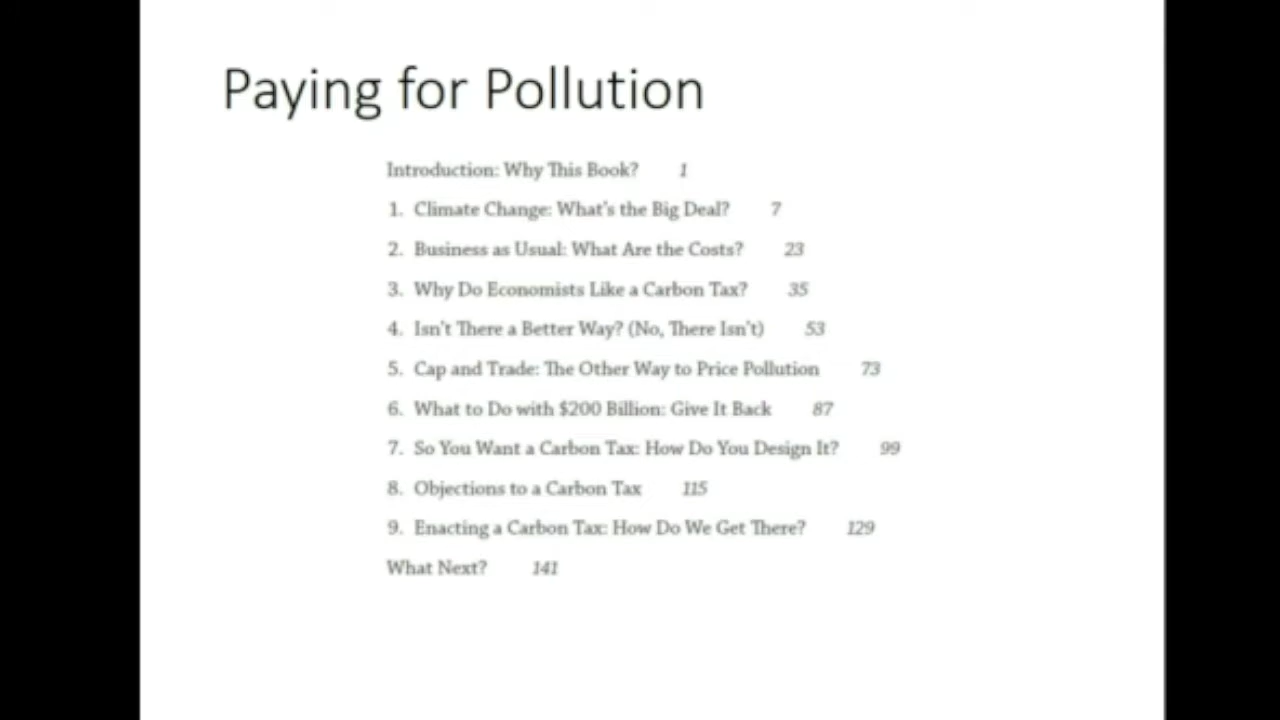 Paying for Pollution
Introduction: Why This Book? 1
1. Climate Change: What's the Big Deal? 7
2. Business as Usual: What Are the Costs? 23
3. Why Do Economists Like a Carbon Tax? 35
4. Isn't There a Better Way? (No, There Isn't) 53
5. Cap and Trade: The Other Way to Price Pollution 73
6. What to Do with $200 Billion: Give It Back 87
7. So You Want a Carbon Tax: How Do You Design It? 99
8. Objections to a Carbon Tax 115
9. Enacting a Carbon Tax: How Do We Get There? 129
What Next? 141